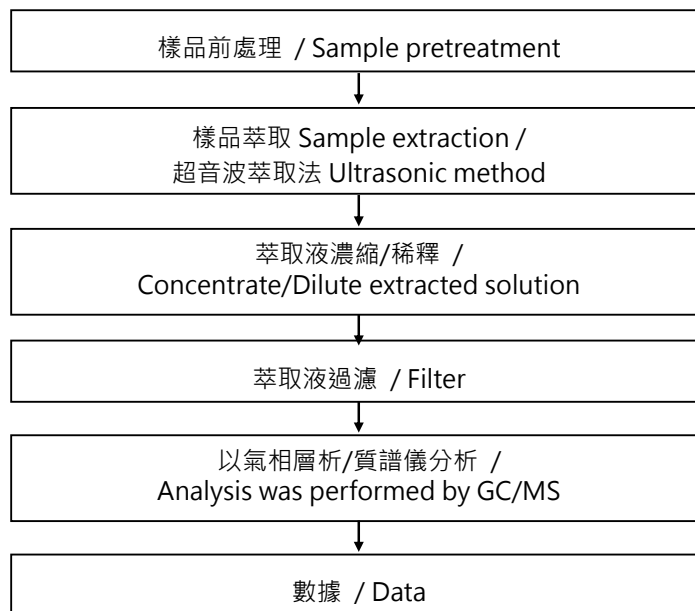 樣品前處理 / Sample pretreatment
樣品萃取 Sample extraction /
超音波萃取法 Ultrasonic method
萃取液濃縮/稀釋 /
Concentrate/Dilute extracted solution
萃取液過濾 / Filter
以氣相層析/質譜儀分析 /
Analysis was performed by GC/MS
數據 / Data